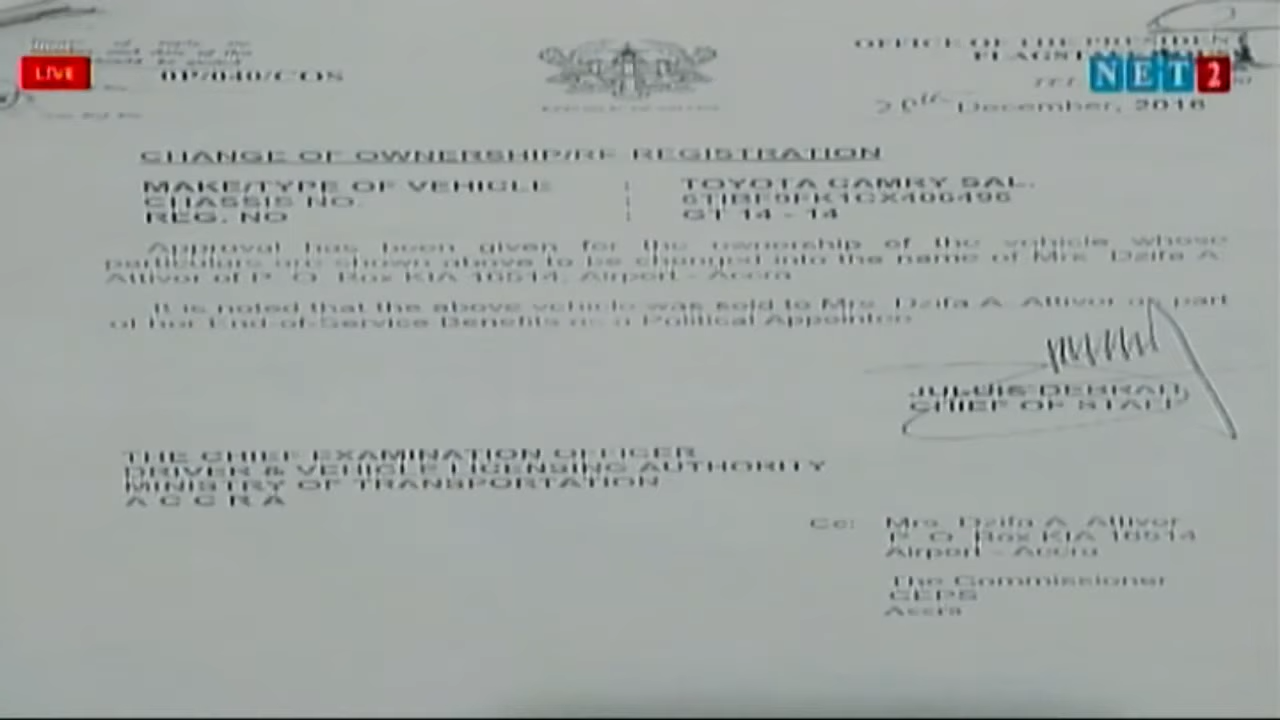 LIVE
OP/040/COS
OFFICE OF THE PRESIDENT
NET2
20th December, 2016
CHANGE OF OWNERSHIP/RE REGISTRATION
MAKE/TYPE OF VEHICLE : TOYOTA CAMRY SAL.
CHASSIS NO. : 6T1BF9FK1CX406496
REG. NO : GT 14 - 14
Approval has been given for the ownership of the vehicle whose
particulars are shown above to be changed into the name of Mrs. Dzifa A.
Attivor of P. O. Box KIA 16514, Airport - Accra
It is noted that the above vehicle was sold to Mrs. Dzifa A. Attivor as part
of her End-of-Service Benefits as a Political Appointee
JULIUS DEBRAH
CHIEF OF STAFF
THE CHIEF EXAMINATION OFFICER
DRIVER & VEHICLE LICENSING AUTHORITY
MINISTRY OF TRANSPORTATION
A C C R A
Cc: Mrs. Dzifa A. Attivor
P. O. Box KIA 16514
Airport - Accra
The Commissioner
CEPS
Accra